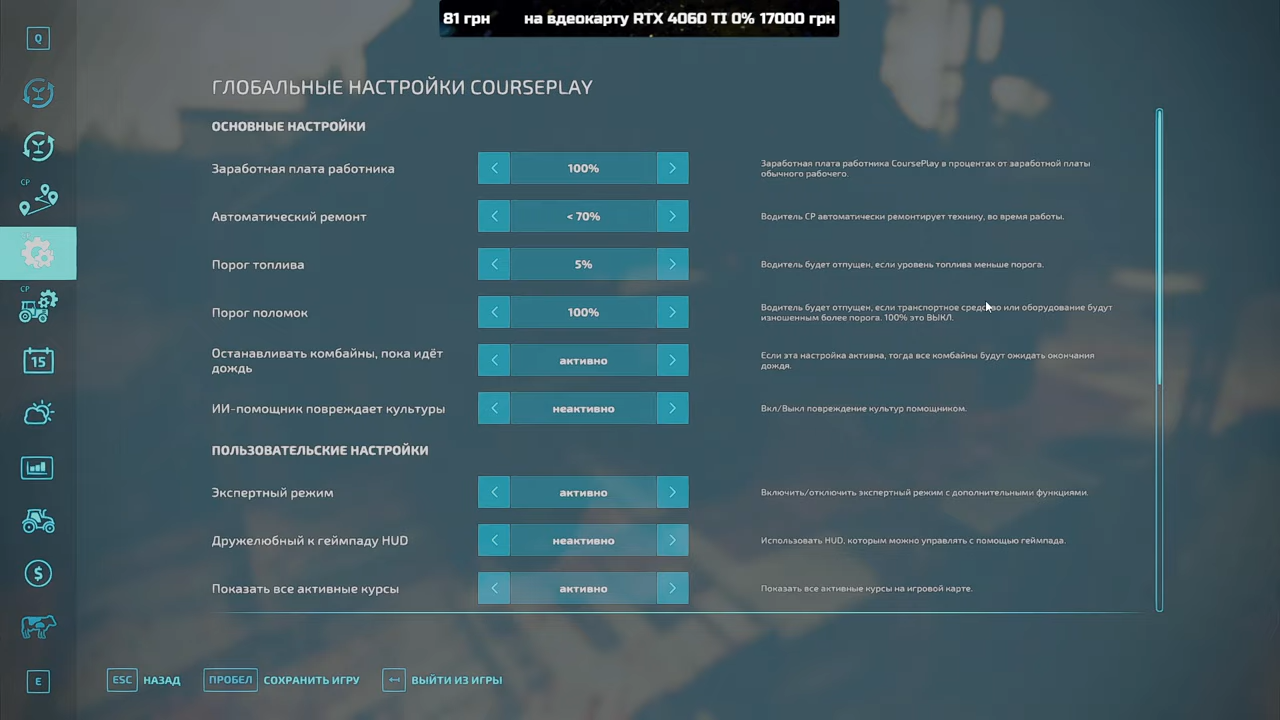 81 грн на вдеокарту RTX 4060 TI 0% 17000 грн
Q
ГЛОБАЛЬНЫЕ НАСТРОЙКИ COURSEPLAY
ОСНОВНЫЕ НАСТРОЙКИ
Заработная плата работника
100%
Заработная плата работника CoursePlay в процентах от заработной платы
обычного рабочего.
CP
Автоматический ремонт
< 70%
Водитель СР автоматически ремонтирует технику, во время работы.
Порог топлива
5%
Водитель будет отпущен, если уровень топлива меньше порога.
CP
Порог поломок
100%
Водитель будет отпущен, если транспортное средство или оборудование будут
изношенным более порога. 100% это ВЫКЛ.
15
Останавливать комбайны, пока идёт
дождь
активно
Если эта настройка активна, тогда все комбайны будут ожидать окончания
дождя.
ИИ-помощник повреждает культуры
неактивно
Вкл/Выкл повреждение культур помощником.
ПОЛЬЗОВАТЕЛЬСКИЕ НАСТРОЙКИ
Экспертный режим
активно
Включить/отключить экспертный режим с дополнительными функциями.
Дружелюбный к геймпаду HUD
неактивно
Использовать HUD, которым можно управлять с помощью геймпада.
$
Показать все активные курсы
активно
Показать все активные курсы на игровой карте.
E
ESC НАЗАД ПРОБЕЛ СОХРАНИТЬ ИГРУ ВЫЙТИ ИЗ ИГРЫ